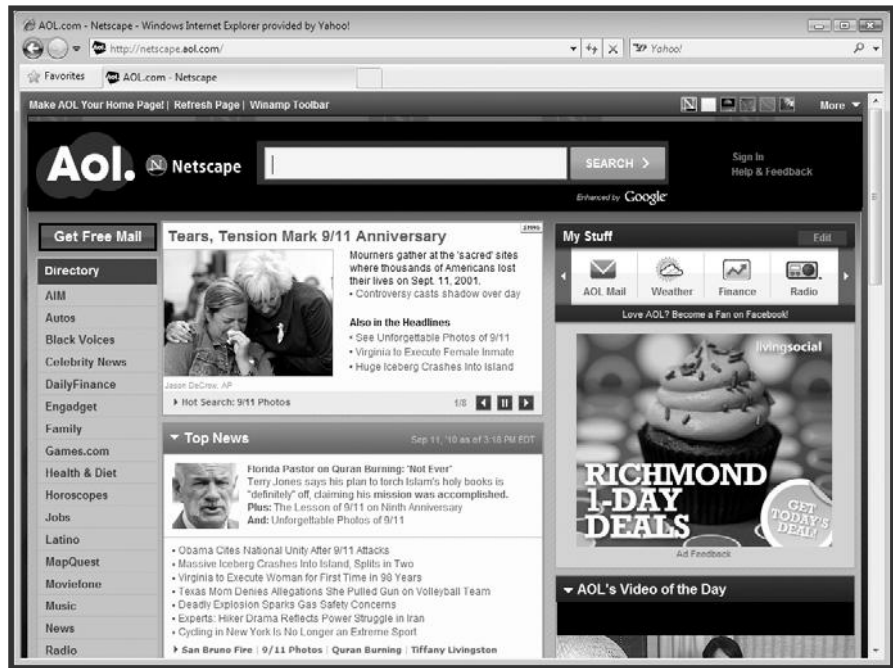 AOL.com - Netscape - Windows Internet Explorer provided by Yahoo!
http://netscape.aol.com/
Yahoo!
Favorites
AOL.com - Netscape
Make AOL Your Home Page! | Refresh Page | Winamp Toolbar
More
Aol.
N Netscape
SEARCH >
Sign In
Help & Feedback
Enhanced by Google
Get Free Mail
Directory
AIM
Autos
Black Voices
Celebrity News
DailyFinance
Engadget
Family
Games.com
Health & Diet
Horoscopes
Jobs
Latino
MapQuest
Moviefone
Music
News
Radio
Tears, Tension Mark 9/11 Anniversary
Mourners gather at the 'sacred' sites
where thousands of Americans lost
their lives on Sept. 11, 2001.
• Controversy casts shadow over day
Also in the Headlines
• See Unforgettable Photos of 9/11
• Virginia to Execute Female Inmate
• Huge Iceberg Crashes Into Island
Jason DeCrow, AP
Hot Search: 9/11 Photos
1/8
Top News
Sep 11, '10 as of 3:18 PM EDT
Florida Pastor on Quran Burning: 'Not Ever'
Terry Jones says his plan to torch Islam's holy books is
"definitely" off, claiming his mission was accomplished.
Plus: The Lesson of 9/11 on Ninth Anniversary
And: Unforgettable Photos of 9/11
• Obama Cites National Unity After 9/11 Attacks
• Massive Iceberg Crashes Into Island, Splits in Two
• Virginia to Execute Woman for First Time in 98 Years
• Texas Mom Denies Allegations She Pulled Gun on Volleyball Team
• Deadly Explosion Sparks Gas Safety Concerns
• Experts: Hiker Drama Reflects Power Struggle in Iran
• Cycling in New York Is No Longer an Extreme Sport
San Bruno Fire | 9/11 Photos | Quran Burning | Tiffany Livingston
My Stuff
Edit
AOL Mail Weather Finance Radio
Love AOL? Become a Fan on Facebook!
livingsocial
RICHMOND
1-DAY
DEALS
GET
TODAY'S
DEAL!
Ad Feedback
AOL's Video of the Day